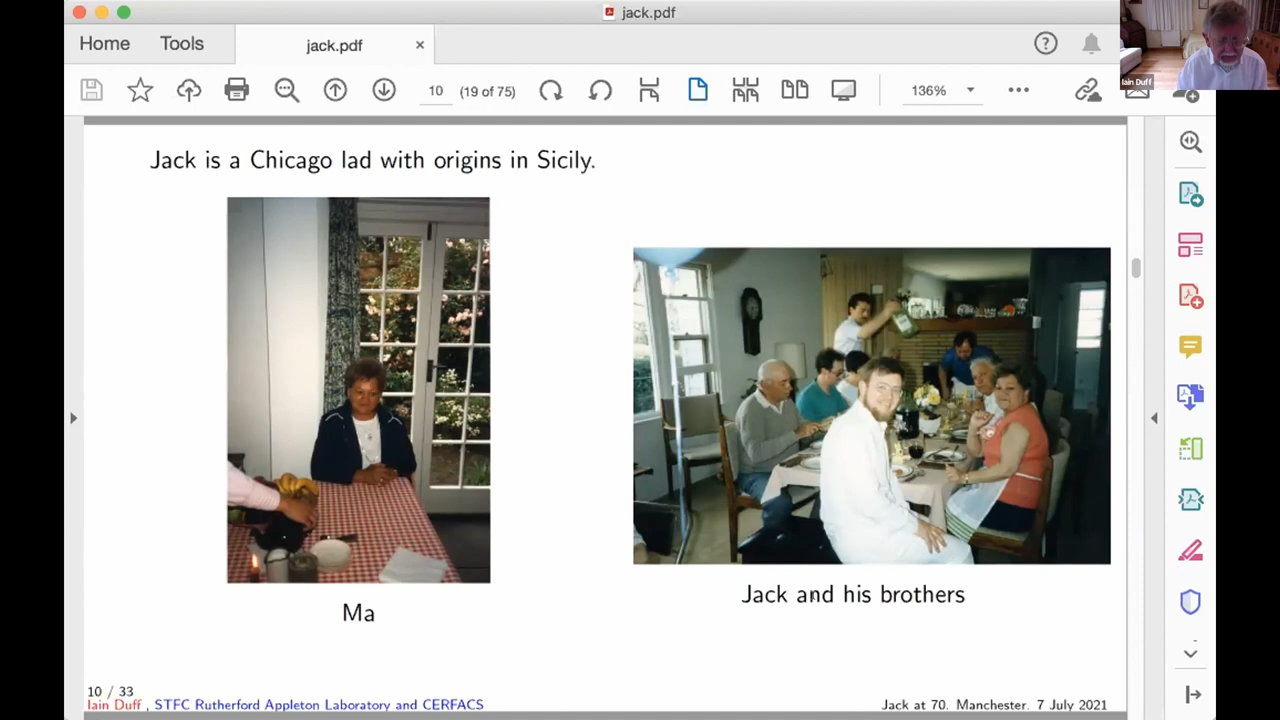 jack.pdf
Home
Tools
jack.pdf
10
(19 of 75)
136%
Iain Duff
Jack is a Chicago lad with origins in Sicily.
Ma
Jack and his brothers
10 / 33
Iain Duff , STFC Rutherford Appleton Laboratory and CERFACS
Jack at 70. Manchester. 7 July 2021